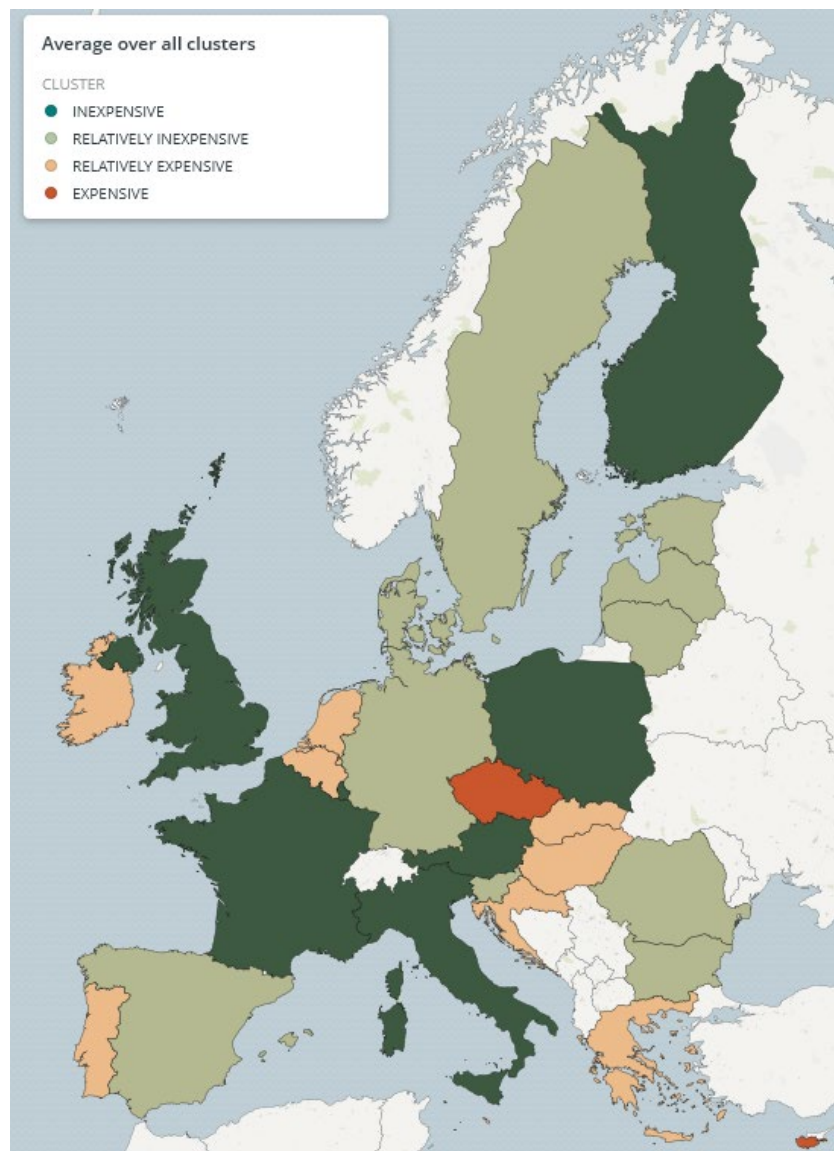 Average over all clusters
CLUSTER
INEXPENSIVE
RELATIVELY INEXPENSIVE
RELATIVELY EXPENSIVE
EXPENSIVE